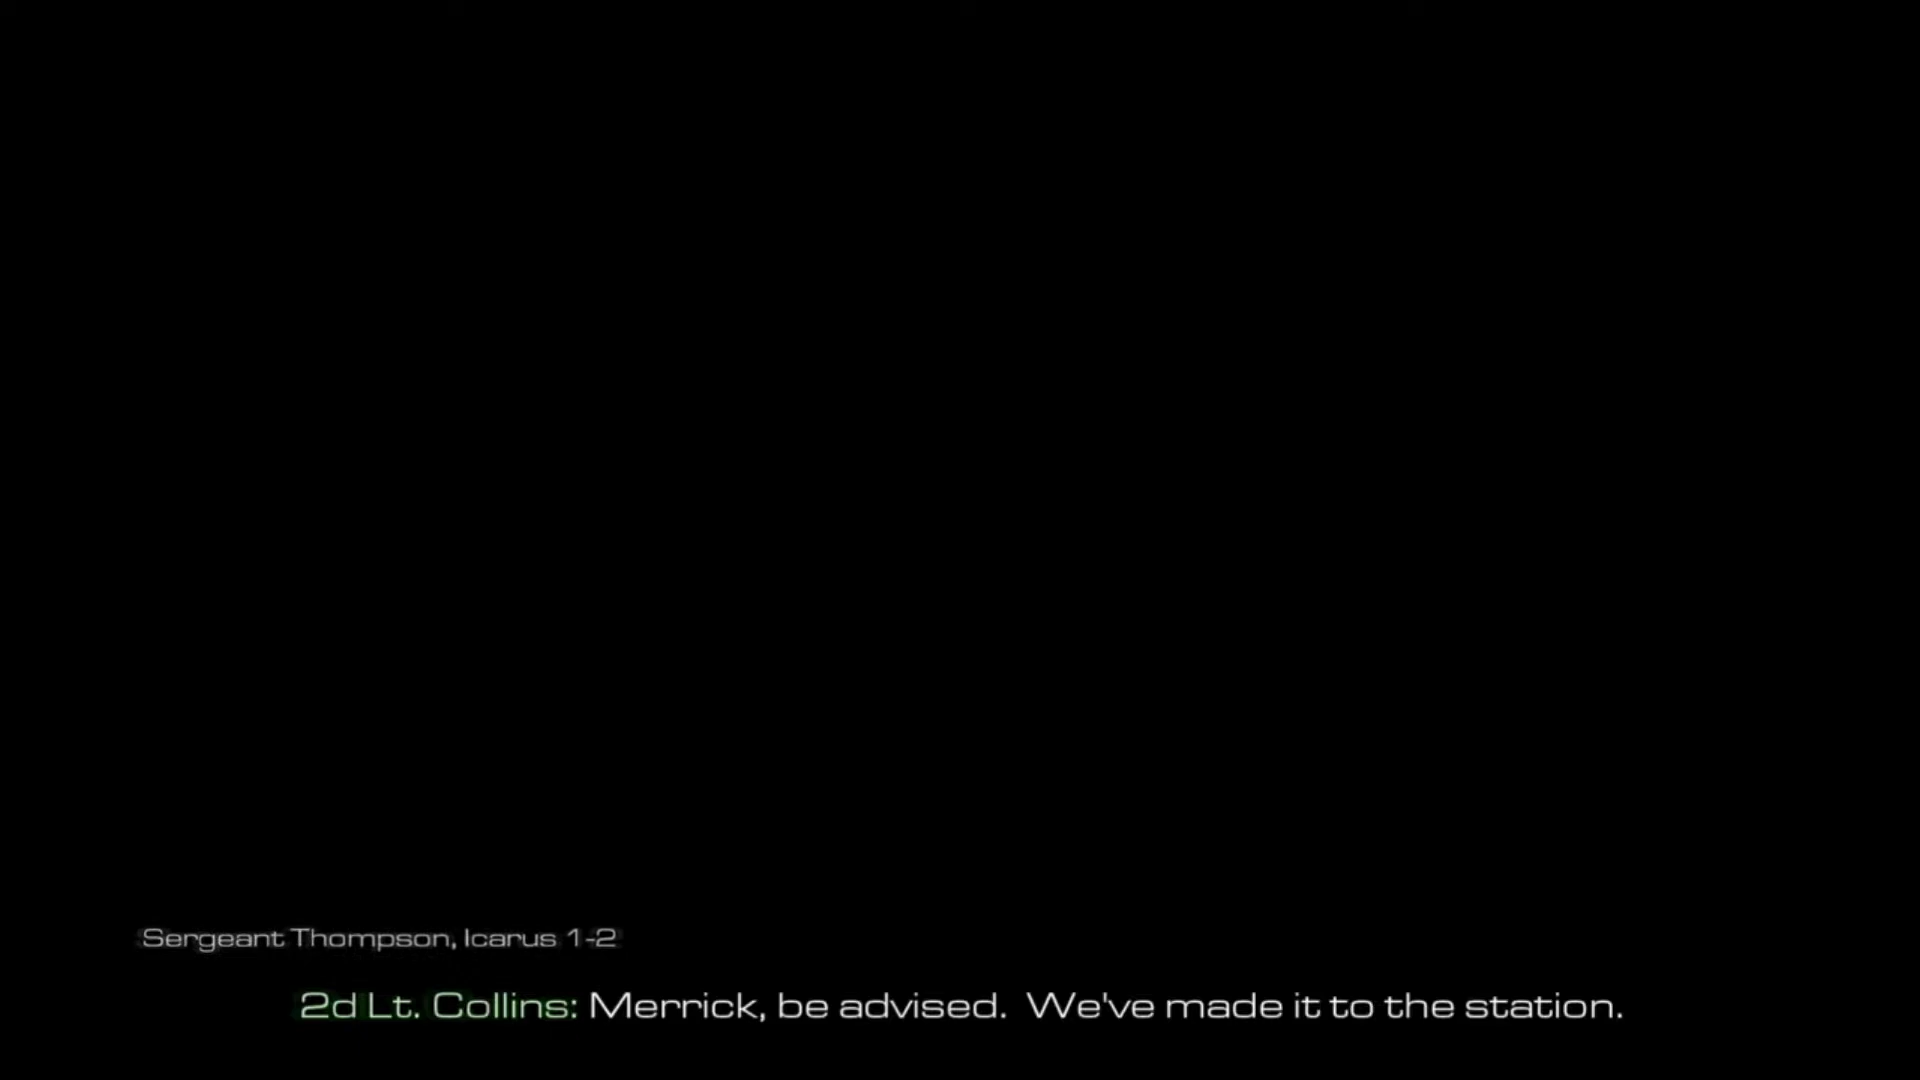 Sergeant Thompson, Icarus 1-2
2d Lt. Collins: Merrick, be advised.  We've made it to the station.